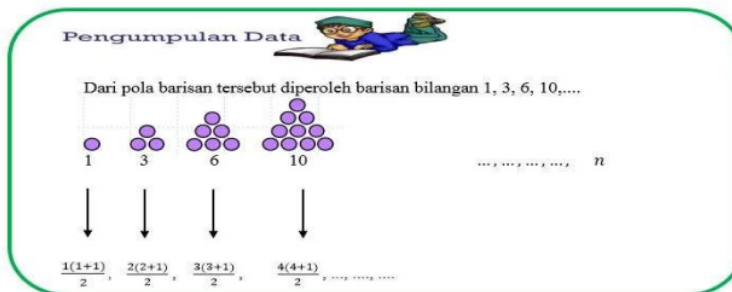 Pengumpulan Data
Dari pola barisan tersebut diperoleh barisan bilangan 1, 3, 6, 10,....
1 3 6 10 ... , ... , ... , ... , n
1(1+1)/2 , 2(2+1)/2 , 3(3+1)/2 , 4(4+1)/2 , ..., ...., ....